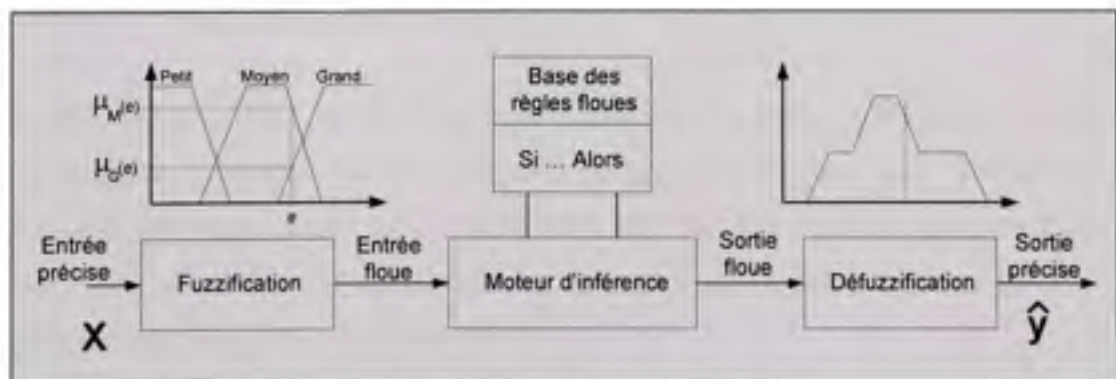 Petit Moyen Grand
μM(e)
μG(e)
e
Base des
règles floues
Si ... Alors
Entrée
précise
X
Fuzzification
Entrée
floue
Moteur d'inférence
Sortie
floue
Défuzzification
Sortie
précise
ŷ